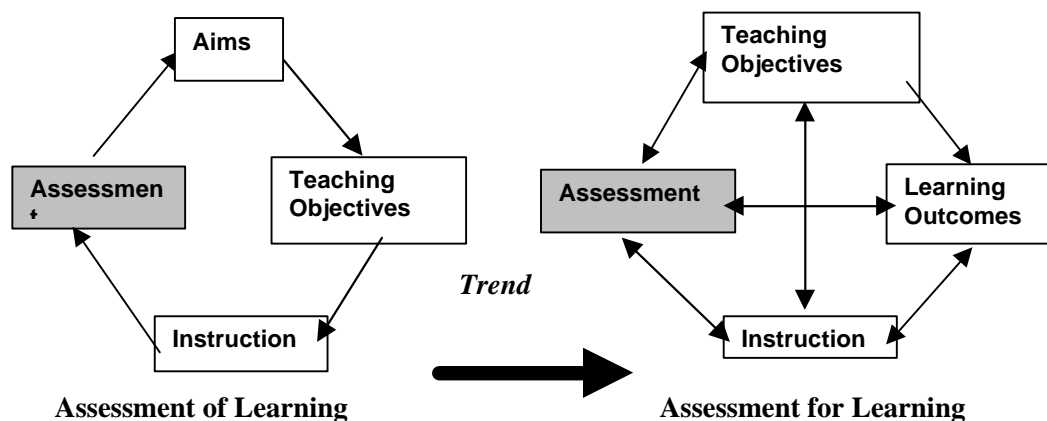 Aims
Assessmen
t
Teaching
Objectives
Instruction
Assessment of Learning
Trend
Teaching
Objectives
Assessment
Learning
Outcomes
Instruction
Assessment for Learning